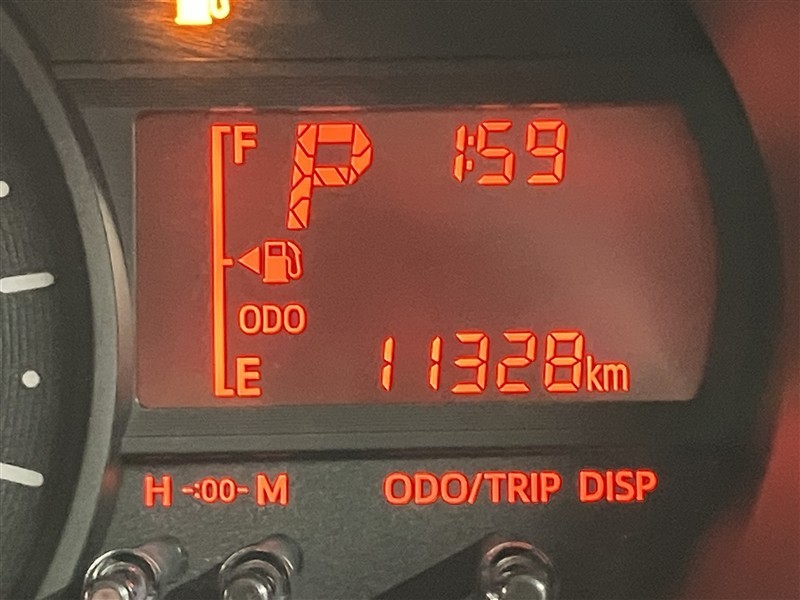 F P 1:59
ODO
E 11328km
H -:00- M ODO/TRIP DISP